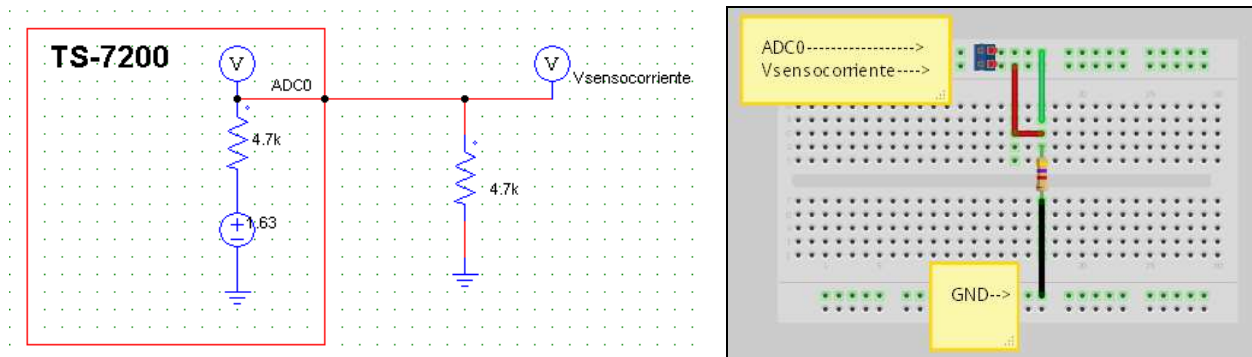 TS-7200
V
ADC0
4.7k
1.63
V
Vsensocorriente
4.7k
ADC0------------------>
Vsensocorriente---->
GND-->